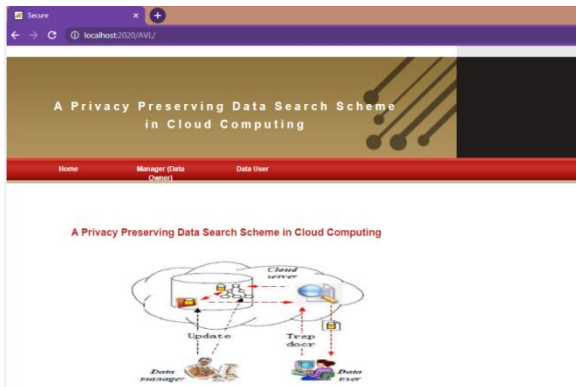 Secure
localhost:2020/AVL/
A Privacy Preserving Data Search Scheme
in Cloud Computing
Home
Manager (Data
Owner)
Data User
A Privacy Preserving Data Search Scheme in Cloud Computing
Cloud
server
Update
Trap
door
Data
manager
Data
user